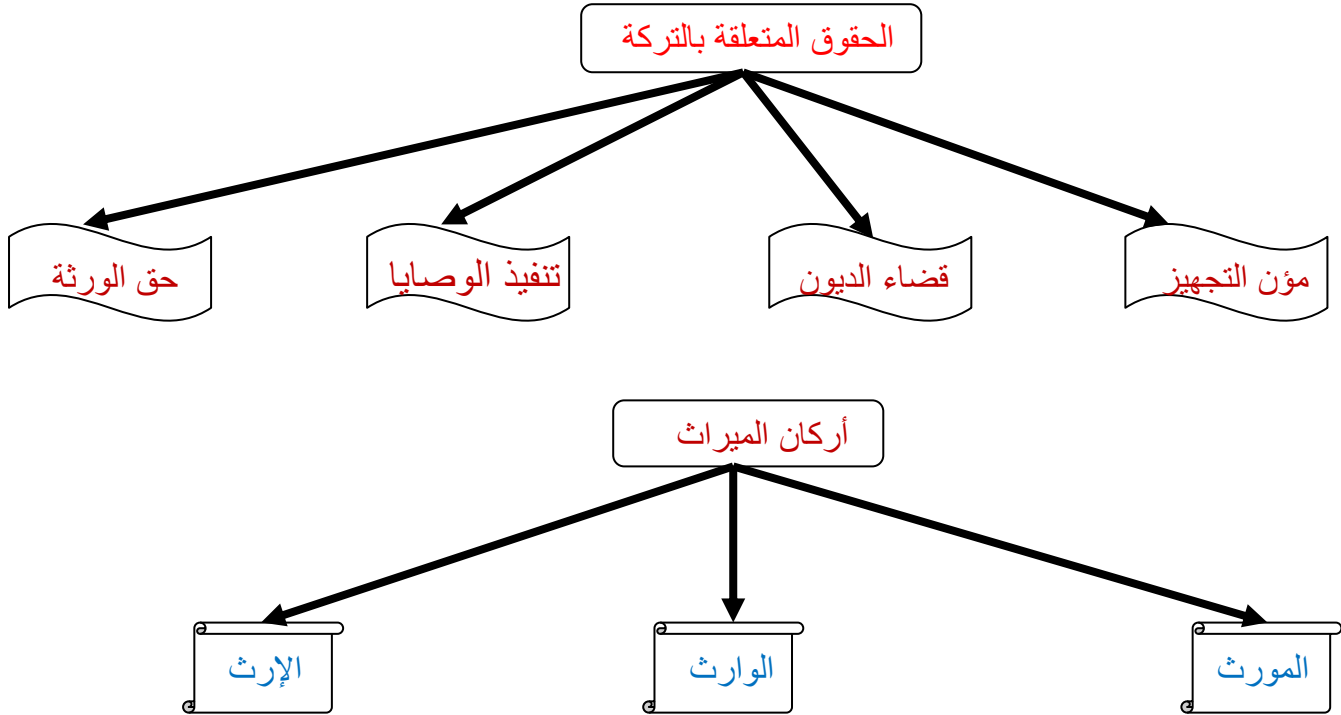 الحقوق المتعلقة بالتركة
مؤن التجهيز
قضاء الديون
تنفيذ الوصايا
حق الورثة
أركان الميراث
المورث
الوارث
الإرث